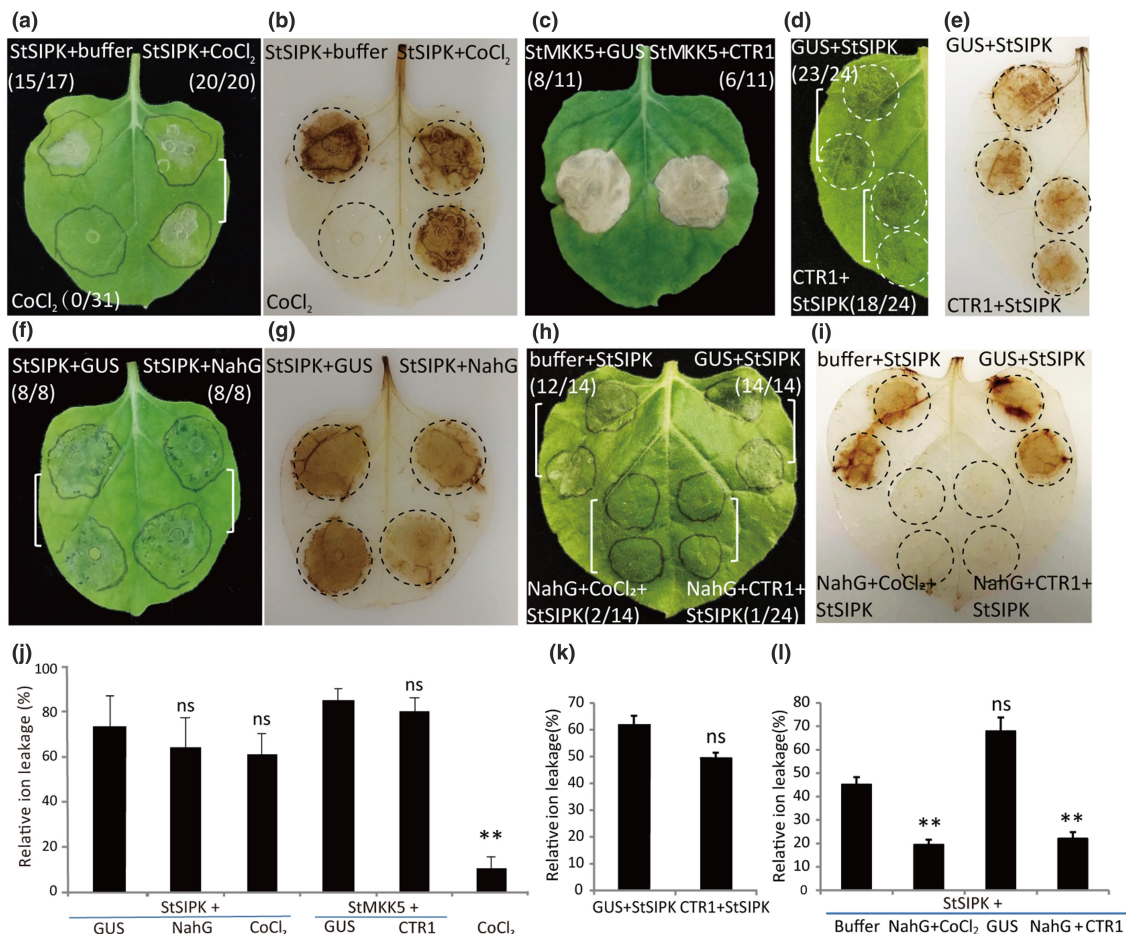 (a)
StSIPK+buffer StSIPK+CoCl₂
(15/17) (20/20)
CoCl₂ (0/31)
(b)
StSIPK+buffer StSIPK+CoCl₂
CoCl₂
(c)
StMKK5+GUS StMKK5+CTR1
(8/11) (6/11)
(d)
GUS+StSIPK
(23/24)
CTR1+
StSIPK(18/24)
(e)
GUS+StSIPK
CTR1+StSIPK
(f)
StSIPK+GUS StSIPK+NahG
(8/8) (8/8)
(g)
StSIPK+GUS StSIPK+NahG
(h)
buffer+StSIPK GUS+StSIPK
(12/14) (14/14)
NahG+CoCl₂+ NahG+CTR1+
StSIPK(2/14) StSIPK(1/24)
(i)
buffer+StSIPK GUS+StSIPK
NahG+CoCl₂+ NahG+CTR1+
StSIPK StSIPK
(j)
Relative ion leakage (%)
100
80
60
40
20
0
ns ns ns **
StSIPK + StMKK5 +
GUS NahG CoCl₂ GUS CTR1 CoCl₂
(k)
Relative ion leakage(%)
70
60
50
40
30
20
10
0
ns
GUS+StSIPK CTR1+StSIPK
(l)
Relative ion leakage(%)
80
70
60
50
40
30
20
10
0
** ns **
StSIPK +
Buffer NahG+CoCl₂ GUS NahG+CTR1